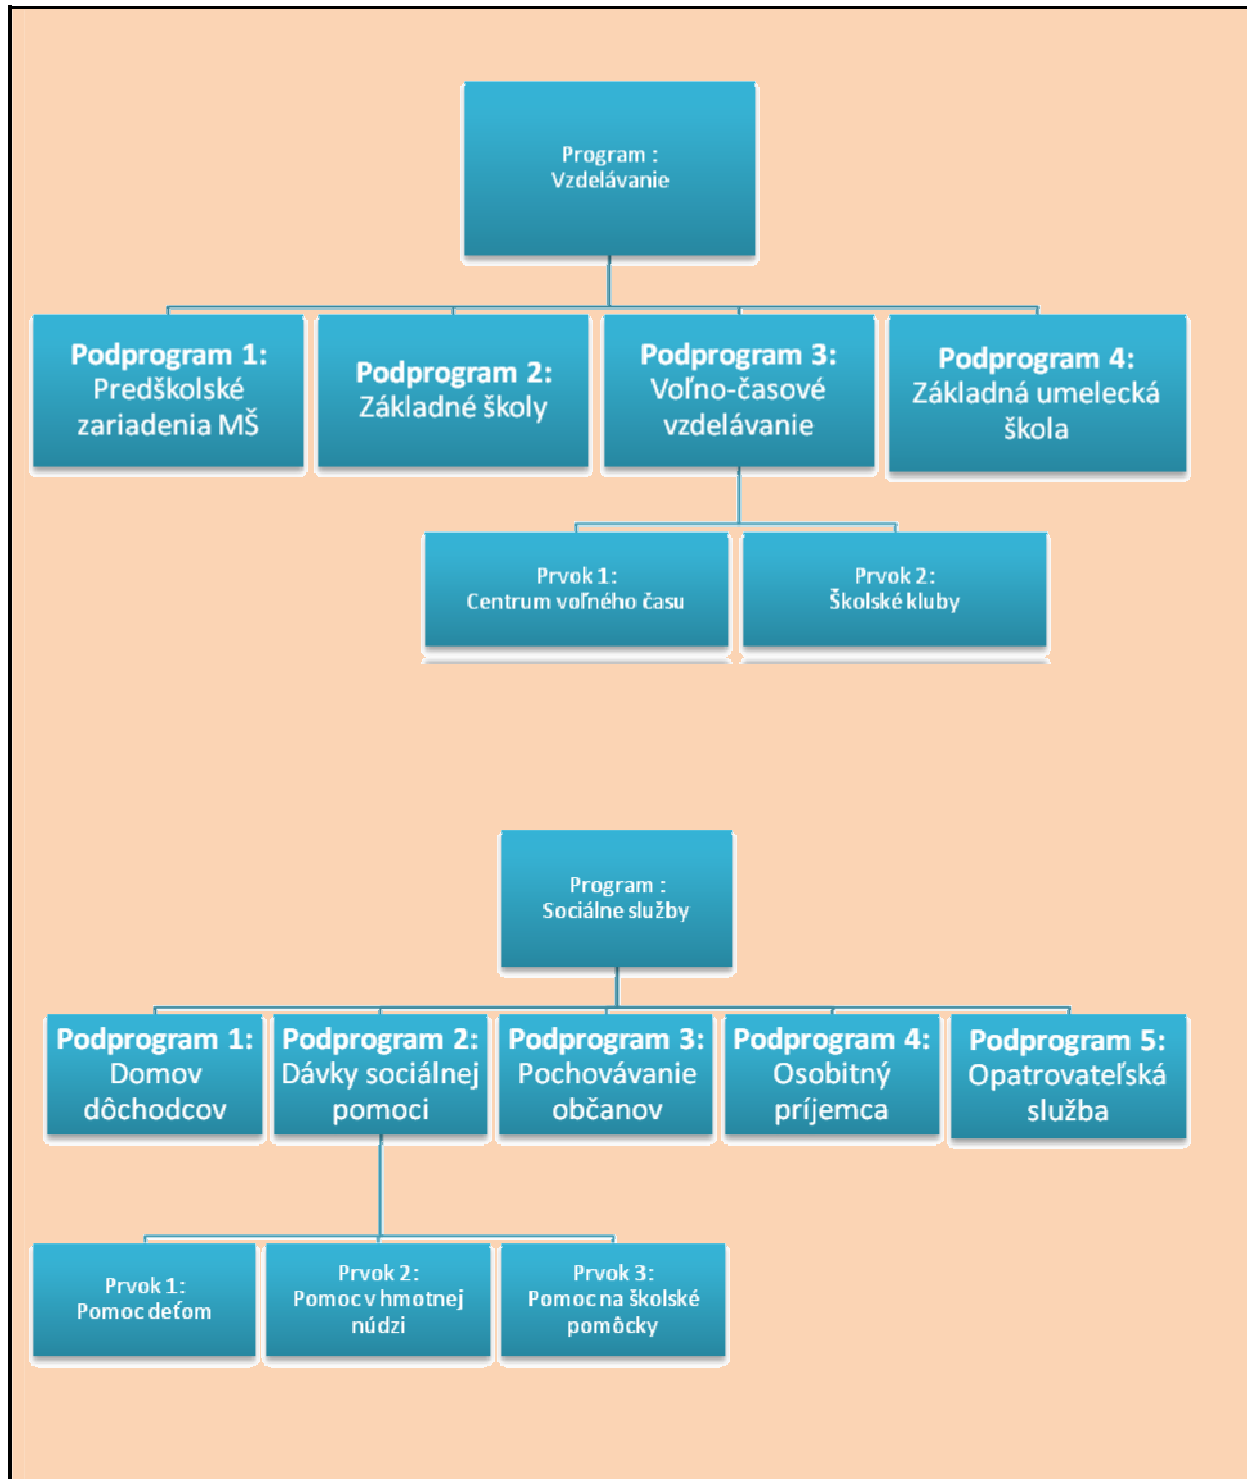 Program :
Vzdelávanie
Podprogram 1:
Predškolské
zariadenia MŠ
Podprogram 2:
Základné školy
Podprogram 3:
Voľno-časové
vzdelávanie
Podprogram 4:
Základná umelecká
škola
Prvok 1:
Centrum voľného času
Prvok 2:
Školské kluby
Program :
Sociálne služby
Podprogram 1:
Domov
dôchodcov
Podprogram 2:
Dávky sociálnej
pomoci
Podprogram 3:
Pochovávanie
občanov
Podprogram 4:
Osobitný
príjemca
Podprogram 5:
Opatrovateľská
služba
Prvok 1:
Pomoc deťom
Prvok 2:
Pomoc v hmotnej
núdzi
Prvok 3:
Pomoc na školské
pomôcky